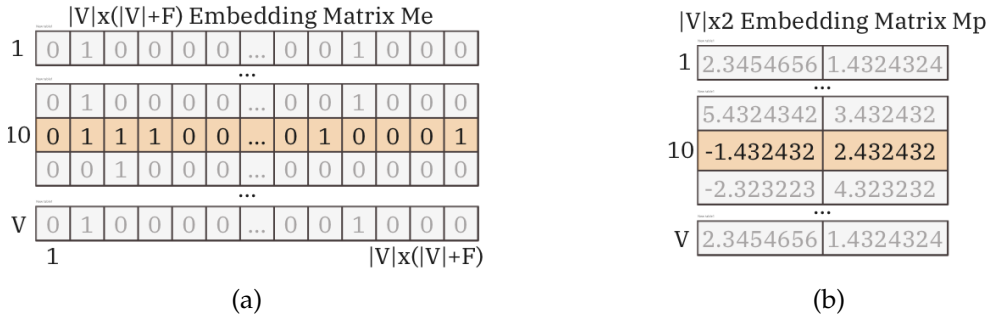 |V|x(|V|+F) Embedding Matrix Me
1 0 1 0 0 0 0 ... 0 0 1 0 0 0
...
0 1 0 0 0 0 ... 0 0 1 0 0 0
10 0 1 1 1 0 0 ... 0 1 0 0 0 1
0 0 1 0 0 0 ... 0 0 1 0 0 0
...
V 0 1 0 0 0 0 ... 0 0 1 0 0 0
1 |V|x(|V|+F)
(a)
|V|x2 Embedding Matrix Mp
1 2.3454656 1.4324324
...
5.4324342 3.432432
10 -1.432432 2.432432
-2.323223 4.323232
...
V 2.3454656 1.4324324
(b)